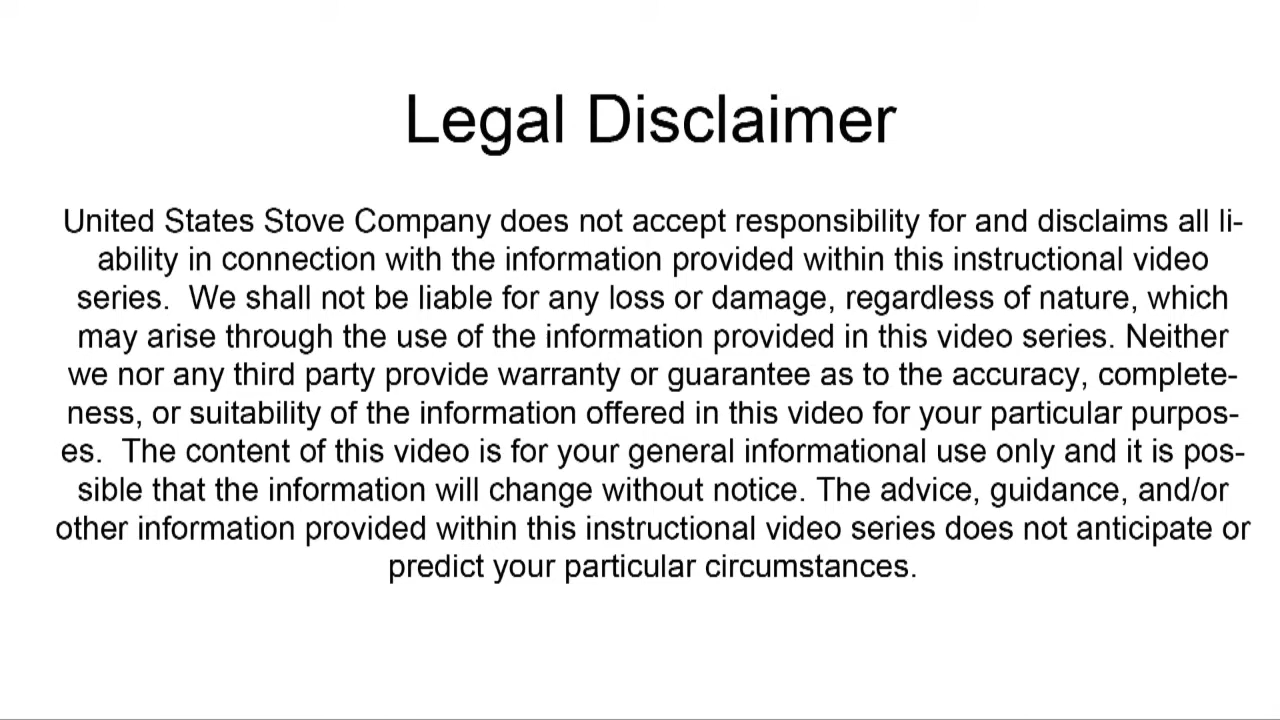 Legal Disclaimer
United States Stove Company does not accept responsibility for and disclaims all li-
ability in connection with the information provided within this instructional video
series.  We shall not be liable for any loss or damage, regardless of nature, which
may arise through the use of the information provided in this video series. Neither
we nor any third party provide warranty or guarantee as to the accuracy, complete-
ness, or suitability of the information offered in this video for your particular purpos-
es.  The content of this video is for your general informational use only and it is pos-
sible that the information will change without notice. The advice, guidance, and/or
other information provided within this instructional video series does not anticipate or
predict your particular circumstances.